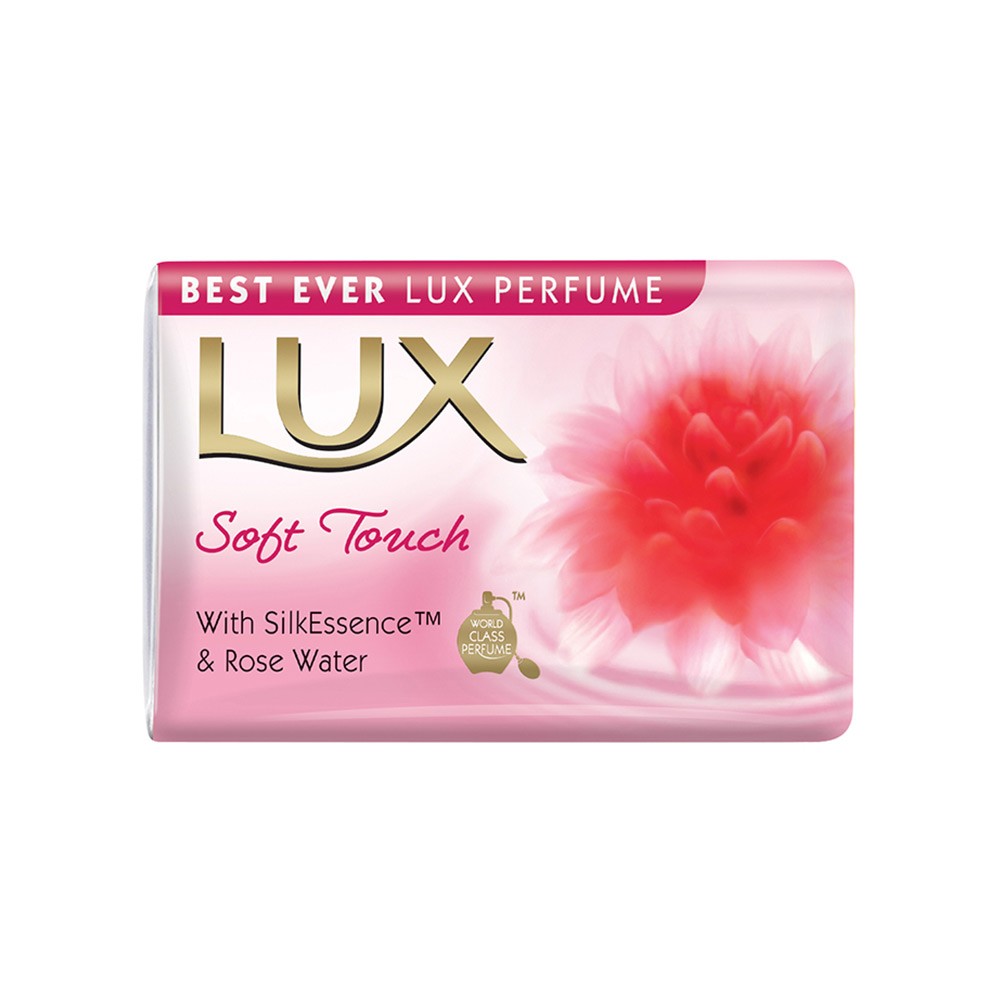 BEST EVER LUX PERFUME
LUX
Soft Touch
With SilkEssence™
& Rose Water
WORLD
CLASS
PERFUME
™